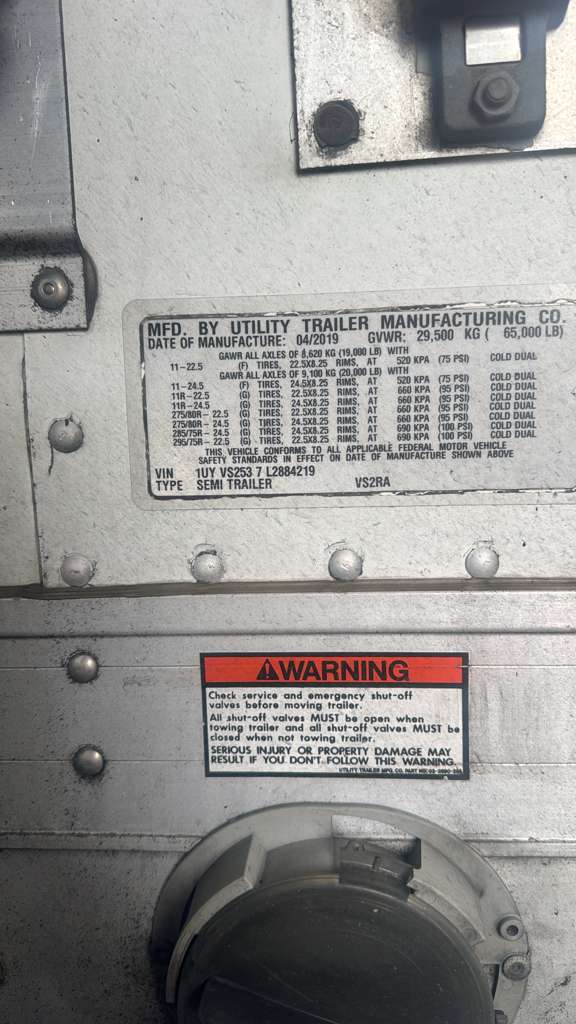 MFD. BY UTILITY TRAILER MANUFACTURING CO.
DATE OF MANUFACTURE: 04/2019 GVWR: 29,500 KG ( 65,000 LB)
GAWR ALL AXLES OF 8,620 KG (19,000 LB) WITH
11-22.5 (F) TIRES, 22.5X8.25 RIMS, AT 520 KPA (75 PSI) COLD DUAL
GAWR ALL AXLES OF 9,100 KG (20,000 LB) WITH
11-24.5 (F) TIRES, 24.5X8.25 RIMS, AT 520 KPA (75 PSI) COLD DUAL
11R-22.5 (G) TIRES, 22.5X8.25 RIMS, AT 660 KPA (95 PSI) COLD DUAL
11R-24.5 (G) TIRES, 24.5X8.25 RIMS, AT 660 KPA (95 PSI) COLD DUAL
275/80R- 22.5 (G) TIRES, 22.5X8.25 RIMS, AT 660 KPA (95 PSI) COLD DUAL
275/80R- 24.5 (G) TIRES, 24.5X8.25 RIMS, AT 660 KPA (95 PSI) COLD DUAL
285/75R- 24.5 (G) TIRES, 24.5X8.25 RIMS, AT 690 KPA (100 PSI) COLD DUAL
295/75R- 22.5 (G) TIRES, 22.5X8.25 RIMS, AT 690 KPA (100 PSI) COLD DUAL
THIS VEHICLE CONFORMS TO ALL APPLICABLE FEDERAL MOTOR VEHICLE
SAFETY STANDARDS IN EFFECT ON DATE OF MANUFACTURE SHOWN ABOVE
VIN 1UY VS253 7 L2884219
TYPE SEMI TRAILER VS2RA
WARNING
Check service and emergency shut-off
valves before moving trailer.
All shut-off valves MUST be open when
towing trailer and all shut-off valves MUST be
closed when not towing trailer.
SERIOUS INJURY OR PROPERTY DAMAGE MAY
RESULT IF YOU DON'T FOLLOW THIS WARNING.
UTILITY TRAILER MFG. CO. PART